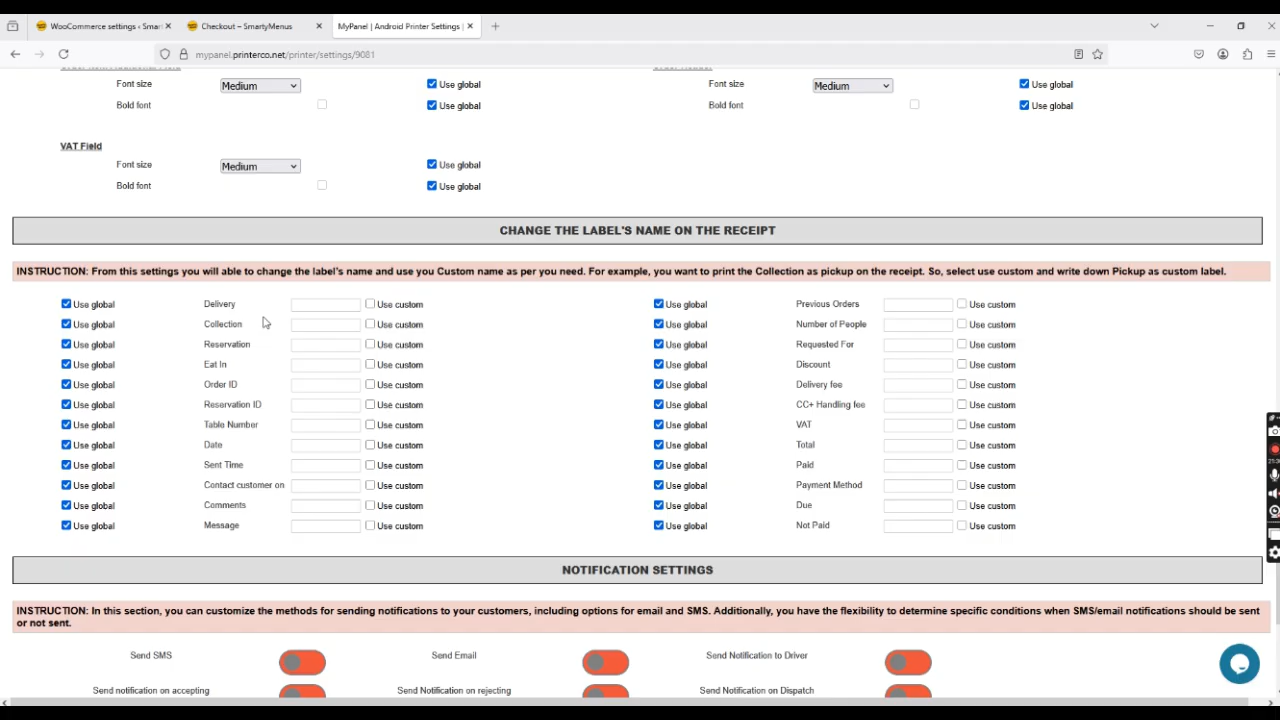 WooCommerce settings ‹ Smart
Checkout – SmartyMenus
MyPanel | Android Printer Settings |
mypanel.printerco.net/printer/settings/9081
Font size Medium Use global Font size Medium Use global
Bold font Use global Bold font Use global
VAT Field
Font size Medium Use global
Bold font Use global
CHANGE THE LABEL'S NAME ON THE RECEIPT
INSTRUCTION: From this settings you will able to change the label's name and use you Custom name as per you need. For example, you want to print the Collection as pickup on the receipt. So, select use custom and write down Pickup as custom label.
Use global Delivery Use custom Use global Previous Orders Use custom
Use global Collection Use custom Use global Number of People Use custom
Use global Reservation Use custom Use global Requested For Use custom
Use global Eat In Use custom Use global Discount Use custom
Use global Order ID Use custom Use global Delivery fee Use custom
Use global Reservation ID Use custom Use global CC+ Handling fee Use custom
Use global Table Number Use custom Use global VAT Use custom
Use global Date Use custom Use global Total Use custom
Use global Sent Time Use custom Use global Paid Use custom
Use global Contact customer on Use custom Use global Payment Method Use custom
Use global Comments Use custom Use global Due Use custom
Use global Message Use custom Use global Not Paid Use custom
NOTIFICATION SETTINGS
INSTRUCTION: In this section, you can customize the methods for sending notifications to your customers, including options for email and SMS. Additionally, you have the flexibility to determine specific conditions when SMS/email notifications should be sent
or not sent.
Send SMS Send Email Send Notification to Driver
Send notification on accepting Send Notification on rejecting Send Notification on Dispatch